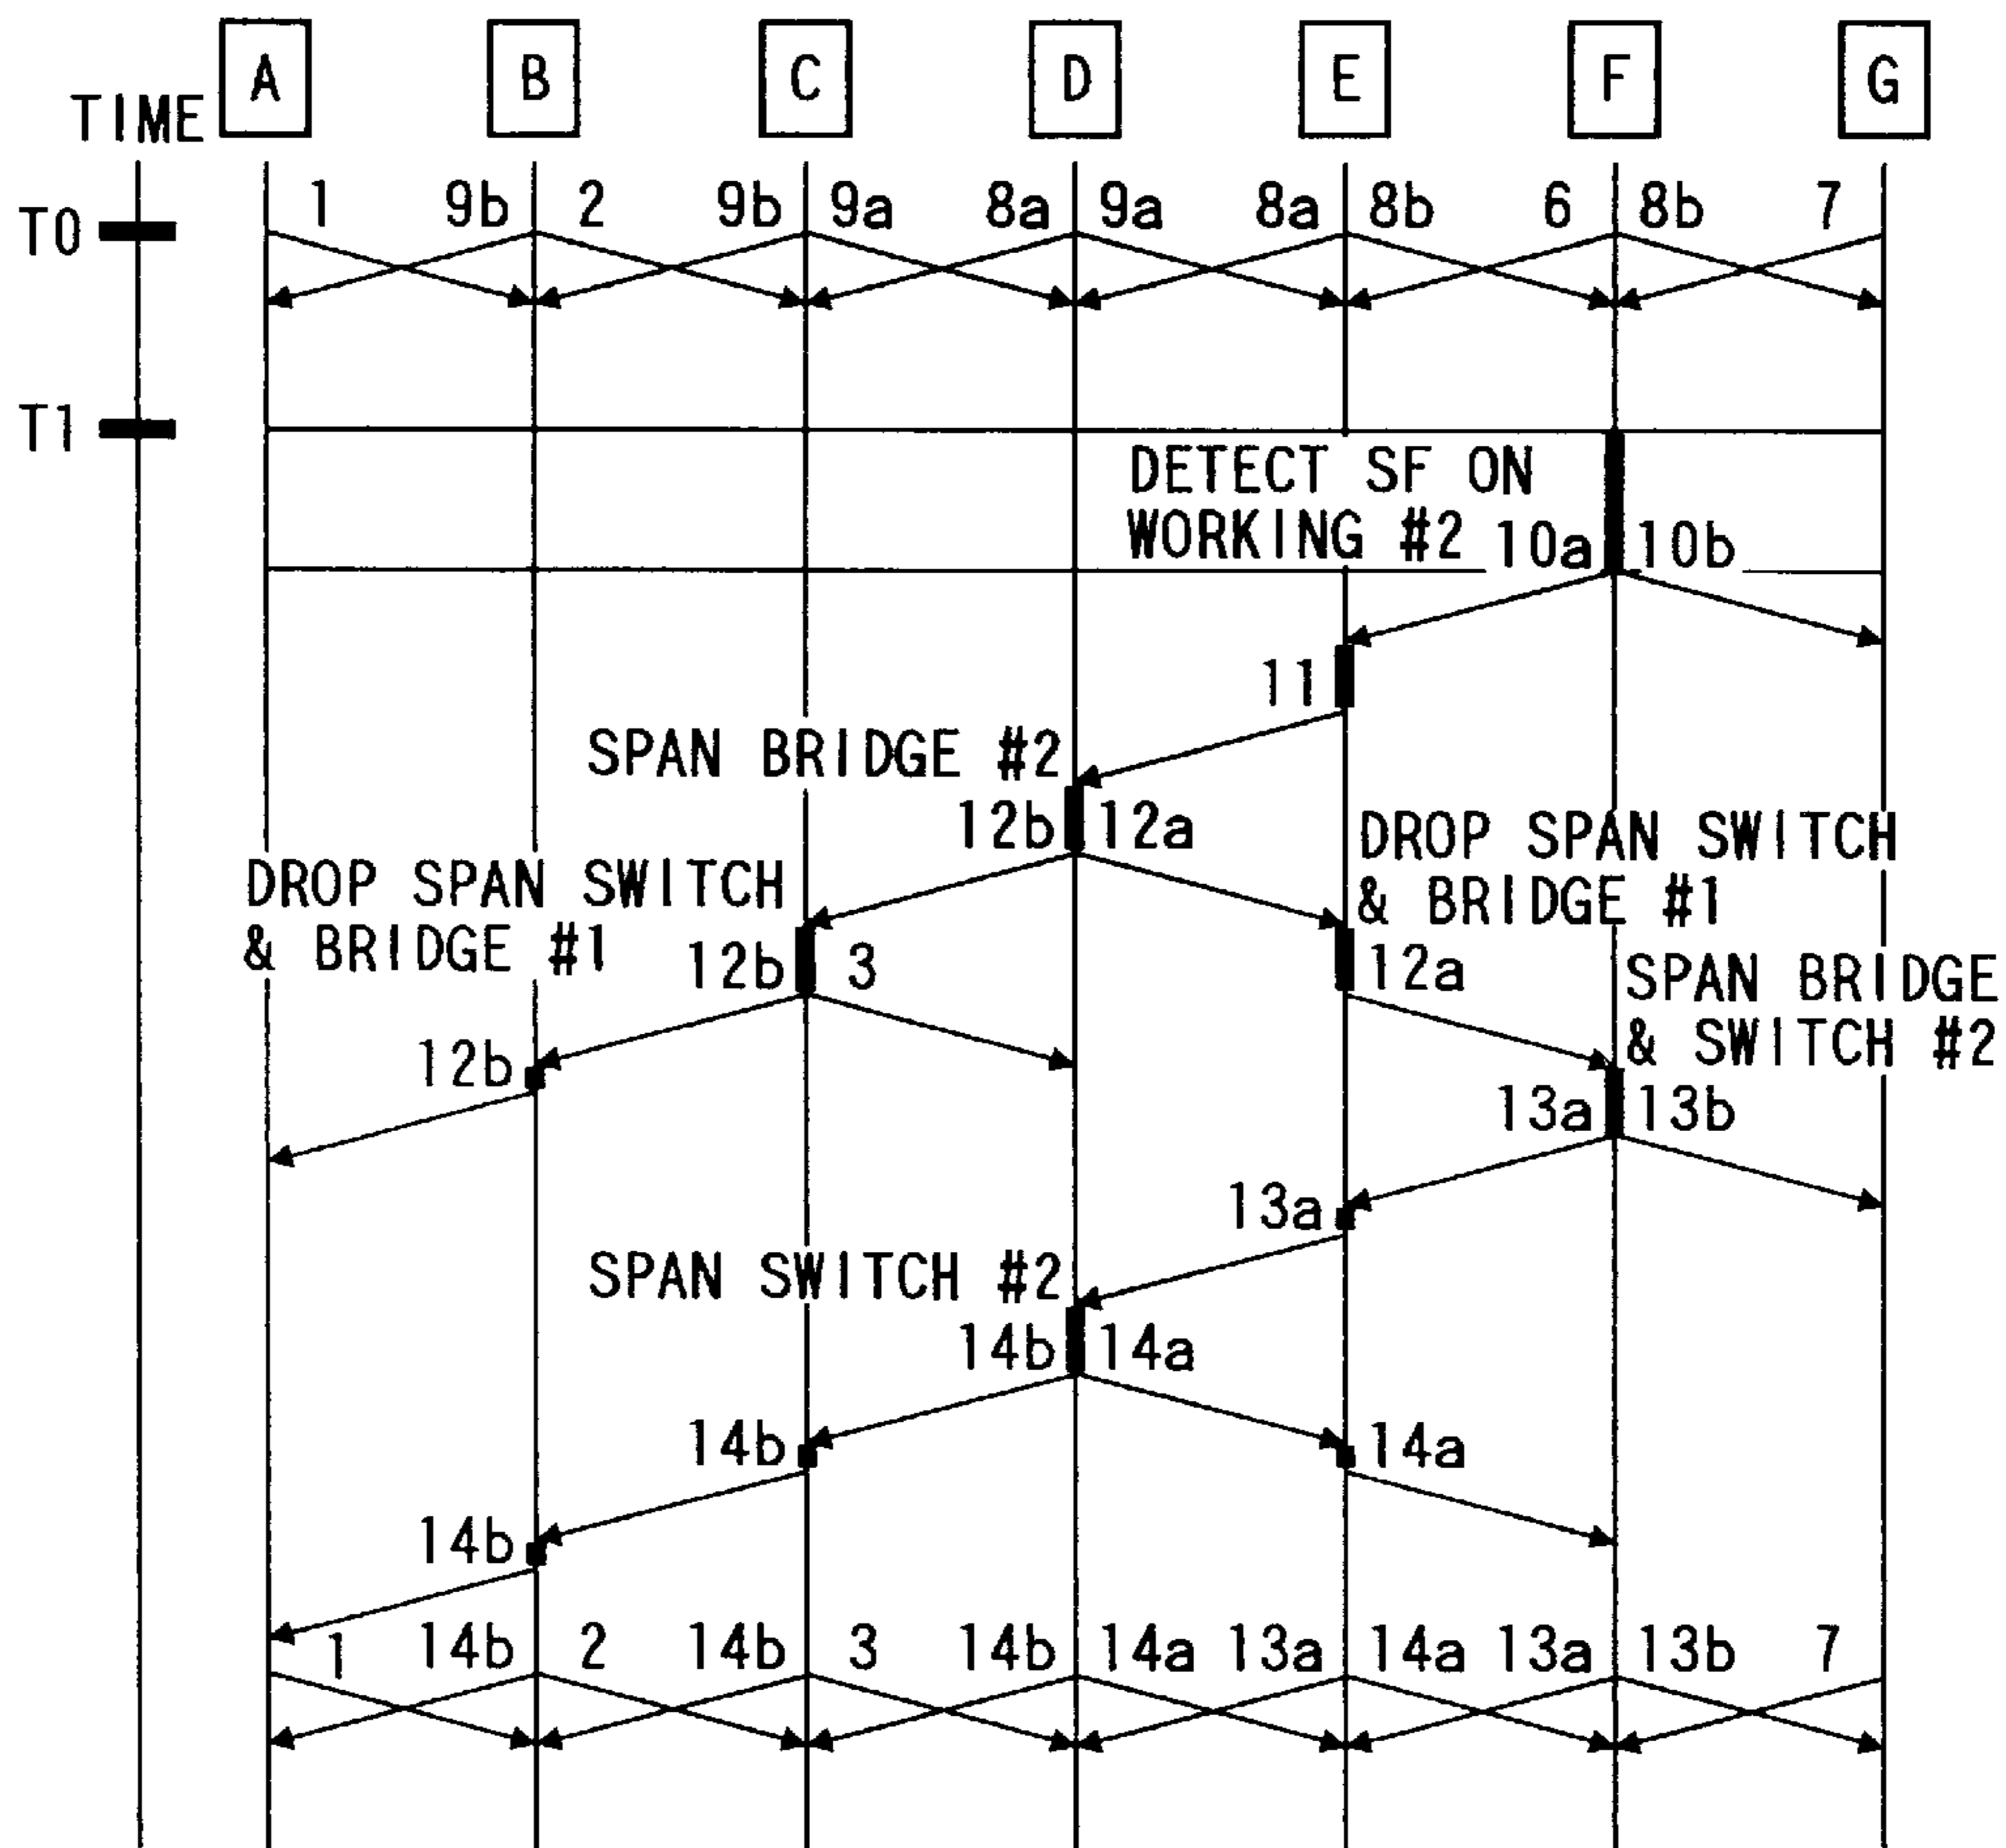 A B C D E F G
TIME
T0 1 9b 2 9b 9a 8a 9a 8a 8b 6 8b 7
T1
DETECT SF ON
WORKING #2 10a 10b
11
SPAN BRIDGE #2
12b 12a
DROP SPAN SWITCH
& BRIDGE #1
DROP SPAN SWITCH
& BRIDGE #1
12b 3
12a
SPAN BRIDGE
& SWITCH #2
12b
13a 13b
13a
SPAN SWITCH #2
14b 14a
14b 14a
14b
1 14b 2 14b 3 14b 14a 13a 14a 13a 13b 7